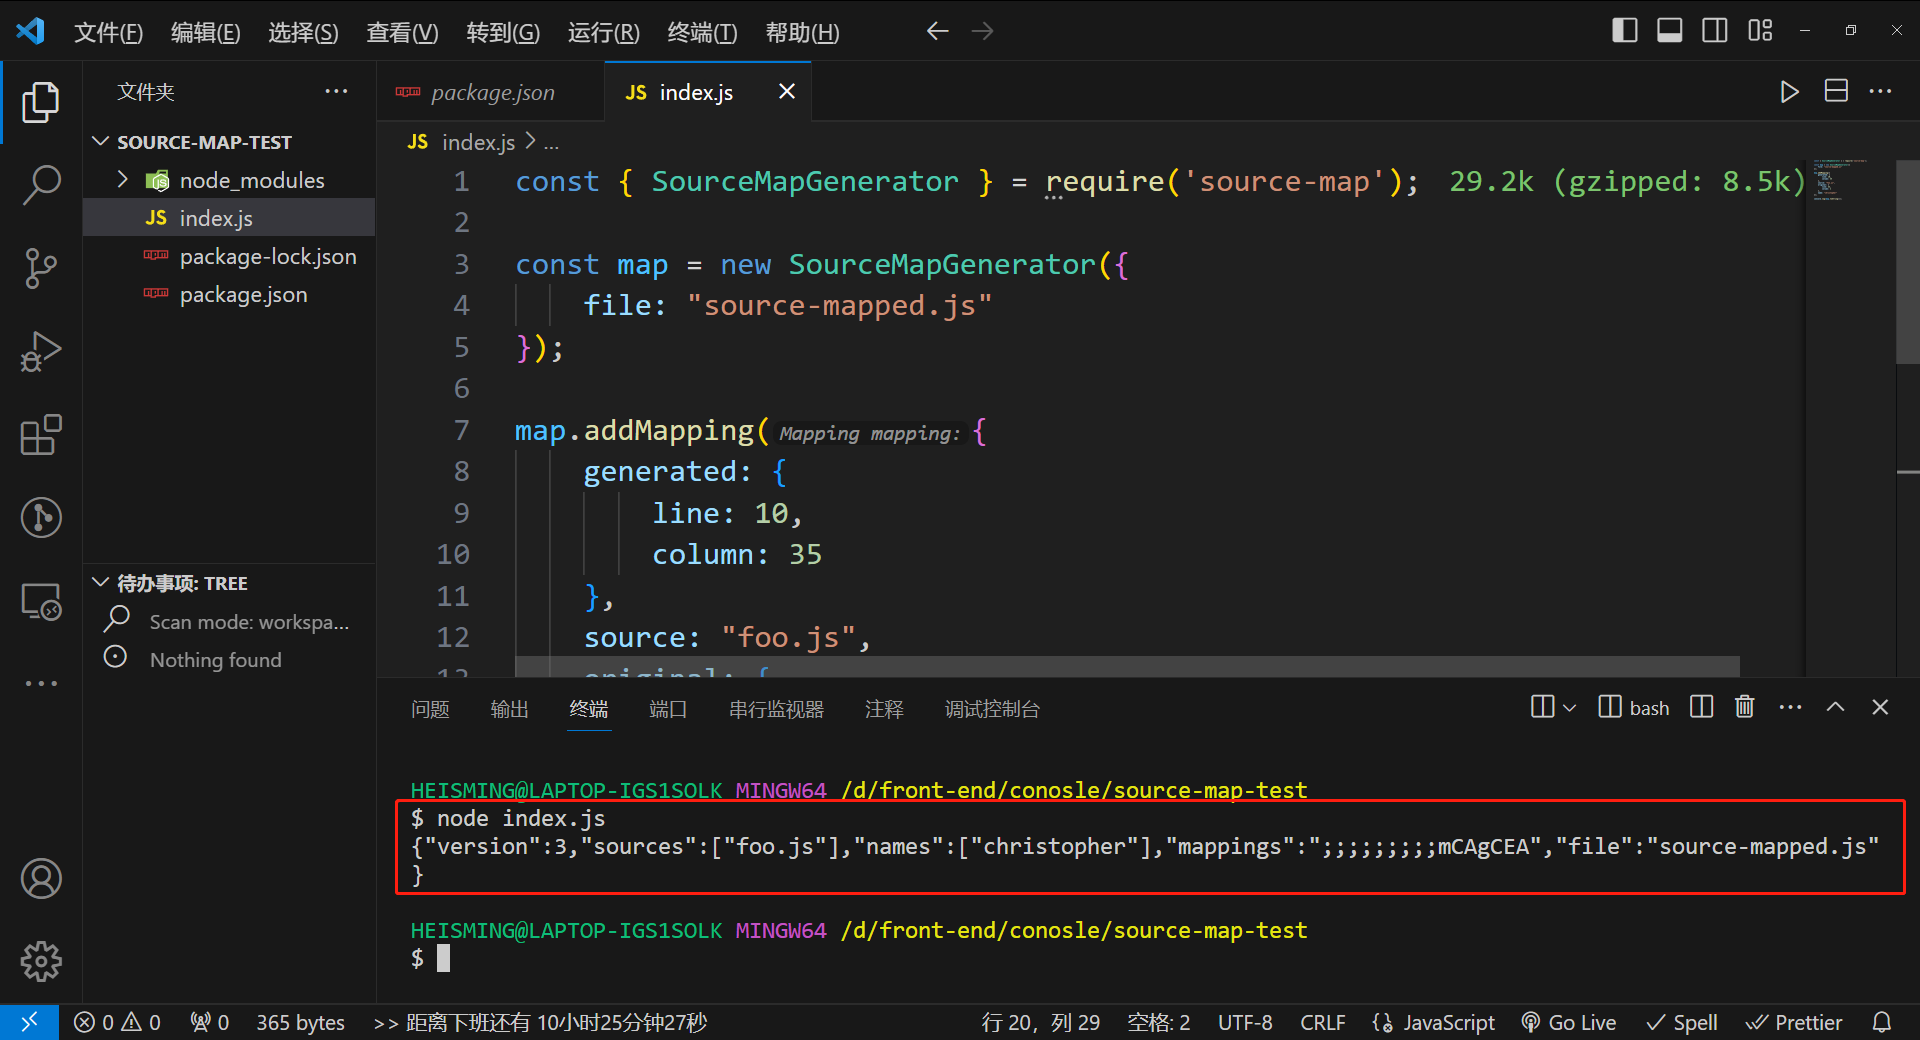 文件(F) 编辑(E) 选择(S) 查看(V) 转到(G) 运行(R) 终端(T) 帮助(H)
文件夹
SOURCE-MAP-TEST
node_modules
JS index.js
package-lock.json
package.json
待办事项: TREE
Scan mode: workspa...
Nothing found
package.json
JS index.js
JS index.js > ...
1 const { SourceMapGenerator } = require('source-map'); 29.2k (gzipped: 8.5k)
2
3 const map = new SourceMapGenerator({
4 file: "source-mapped.js"
5 });
6
7 map.addMapping( Mapping mapping: {
8 generated: {
9 line: 10,
10 column: 35
11 },
12 source: "foo.js",
13 original: {
问题 输出 终端 端口 串行监视器 注释 调试控制台
bash
HEISMING@LAPTOP-IGS1SOLK MINGW64 /d/front-end/conosle/source-map-test
$ node index.js
{"version":3,"sources":["foo.js"],"names":["christopher"],"mappings":";;;;;;;;;mCAgCEA","file":"source-mapped.js"
}
HEISMING@LAPTOP-IGS1SOLK MINGW64 /d/front-end/conosle/source-map-test
$
0 0 0 365 bytes >> 距离下班还有 10小时25分钟27秒 行 20，列 29 空格: 2 UTF-8 CRLF JavaScript Go Live Spell Prettier